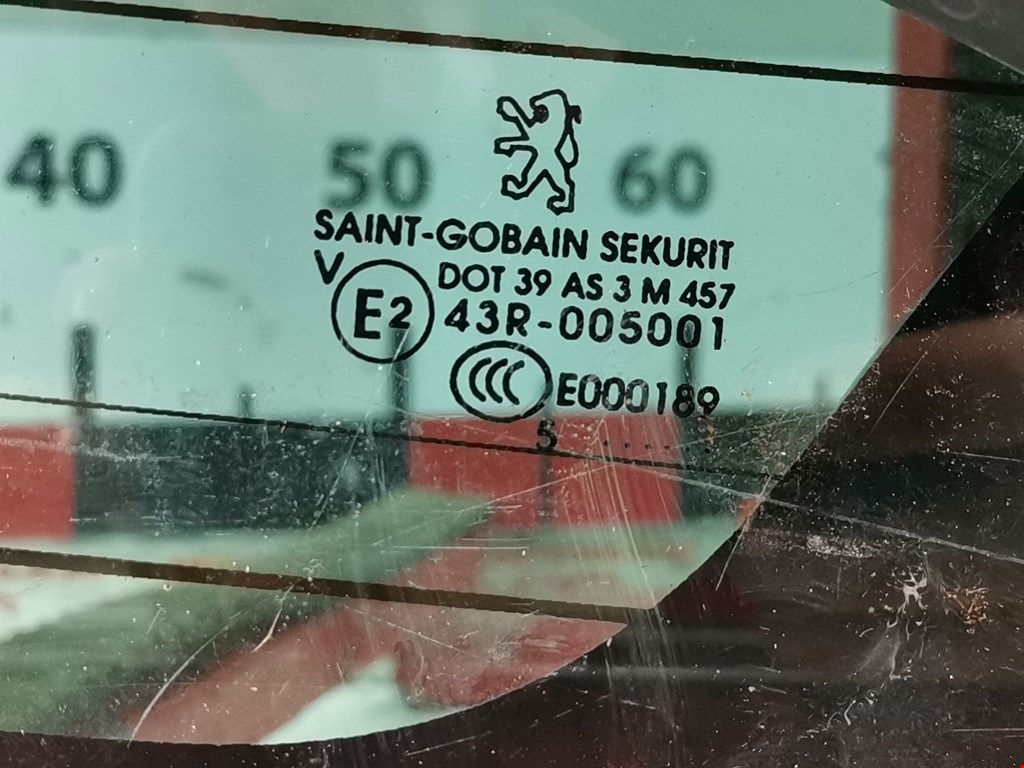 40 50 60
SAINT-GOBAIN SEKURIT
V
DOT 39 AS 3 M 457
E2 43R-005001
CCC E000189
5 .......